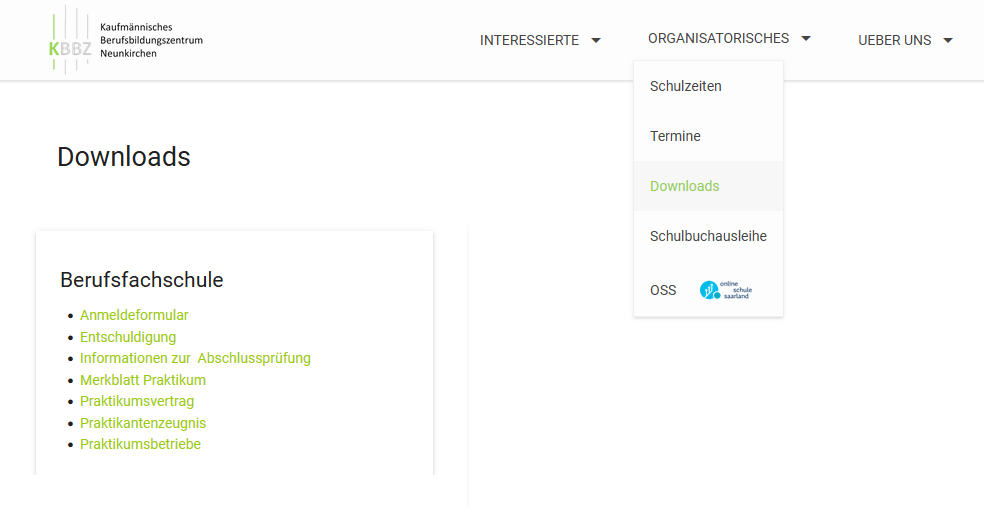 KBBZ
Kaufmännisches
Berufsbildungszentrum
Neunkirchen
INTERESSIERTE
ORGANISATORISCHES
UEBER UNS
Schulzeiten
Termine
Downloads
Schulbuchausleihe
OSS
online
schule
saarland
Downloads
Berufsfachschule
Anmeldeformular
Entschuldigung
Informationen zur  Abschlussprüfung
Merkblatt Praktikum
Praktikumsvertrag
Praktikantenzeugnis
Praktikumsbetriebe